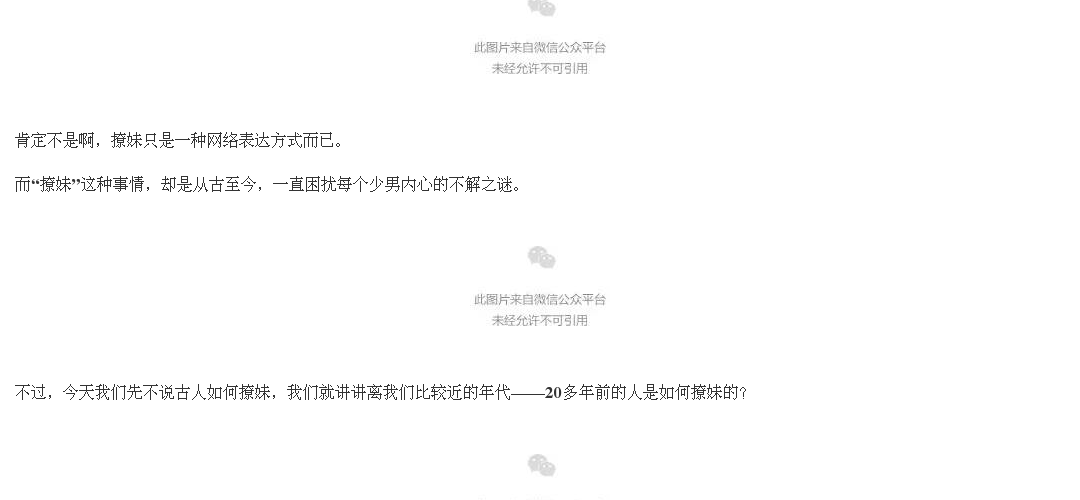 此图片来自微信公众平台
未经允许不可引用
肯定不是啊，撩妹只是一种网络表达方式而已。
而“撩妹”这种事情，却是从古至今，一直困扰每个少男内心的不解之谜。
此图片来自微信公众平台
未经允许不可引用
不过，今天我们先不说古人如何撩妹，我们就讲讲离我们比较近的年代——20多年前的人是如何撩妹的？